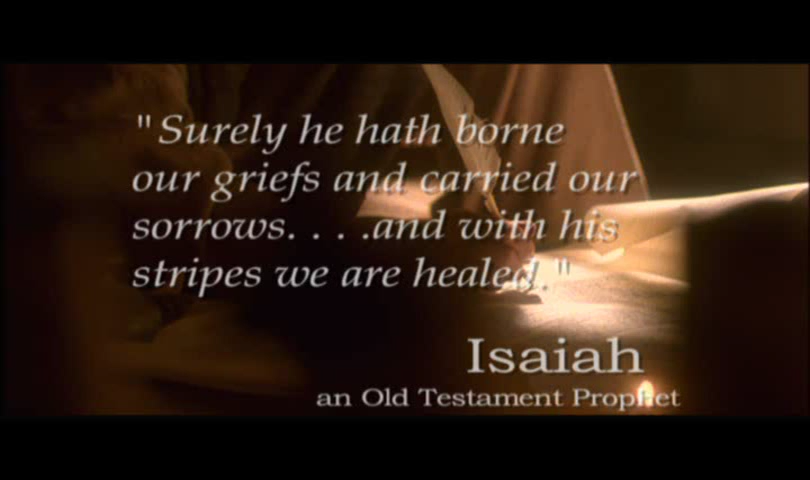 "Surely he hath borne
our griefs and carried our
sorrows. . . .and with his
stripes we are healed."
Isaiah
an Old Testament Prophet